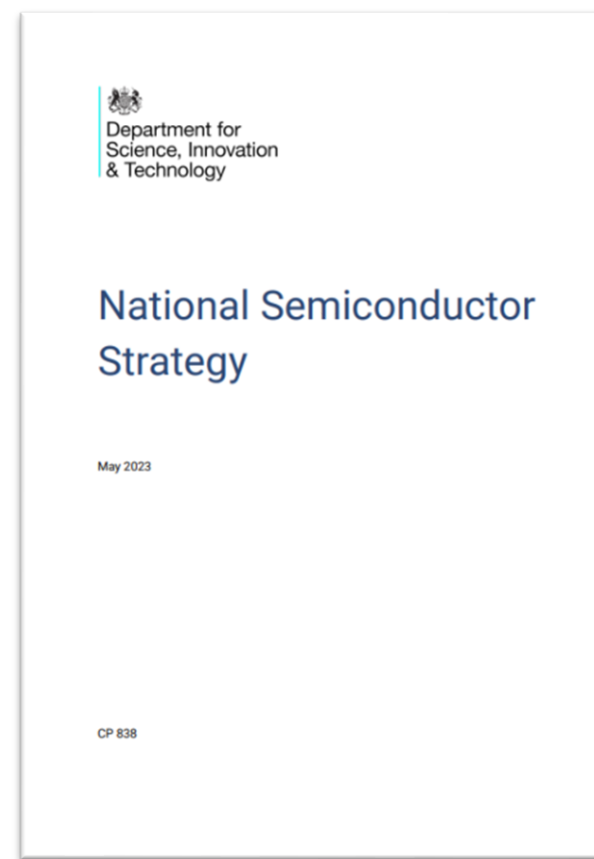 Department for
Science, Innovation
& Technology
National Semiconductor
Strategy
May 2023
CP 838